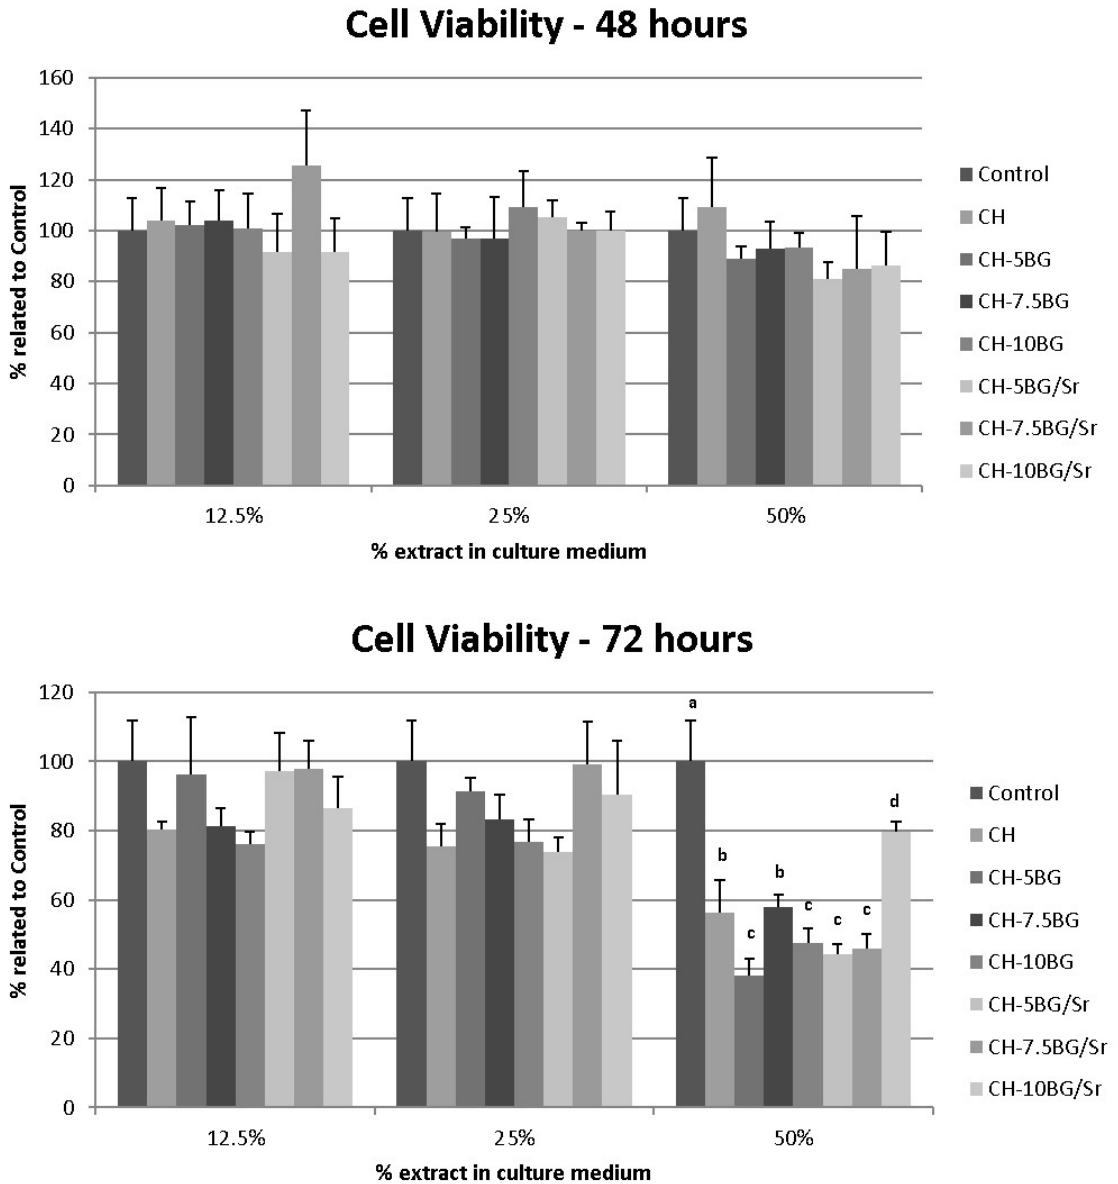 Cell Viability - 48 hours
% related to Control
160
140
120
100
80
60
40
20
0
12.5%
25%
50%
% extract in culture medium
Control
CH
CH-5BG
CH-7.5BG
CH-10BG
CH-5BG/Sr
CH-7.5BG/Sr
CH-10BG/Sr
Cell Viability - 72 hours
% related to Control
120
100
80
60
40
20
0
a
b
c
b
c
c
c
d
12.5%
25%
50%
% extract in culture medium
Control
CH
CH-5BG
CH-7.5BG
CH-10BG
CH-5BG/Sr
CH-7.5BG/Sr
CH-10BG/Sr